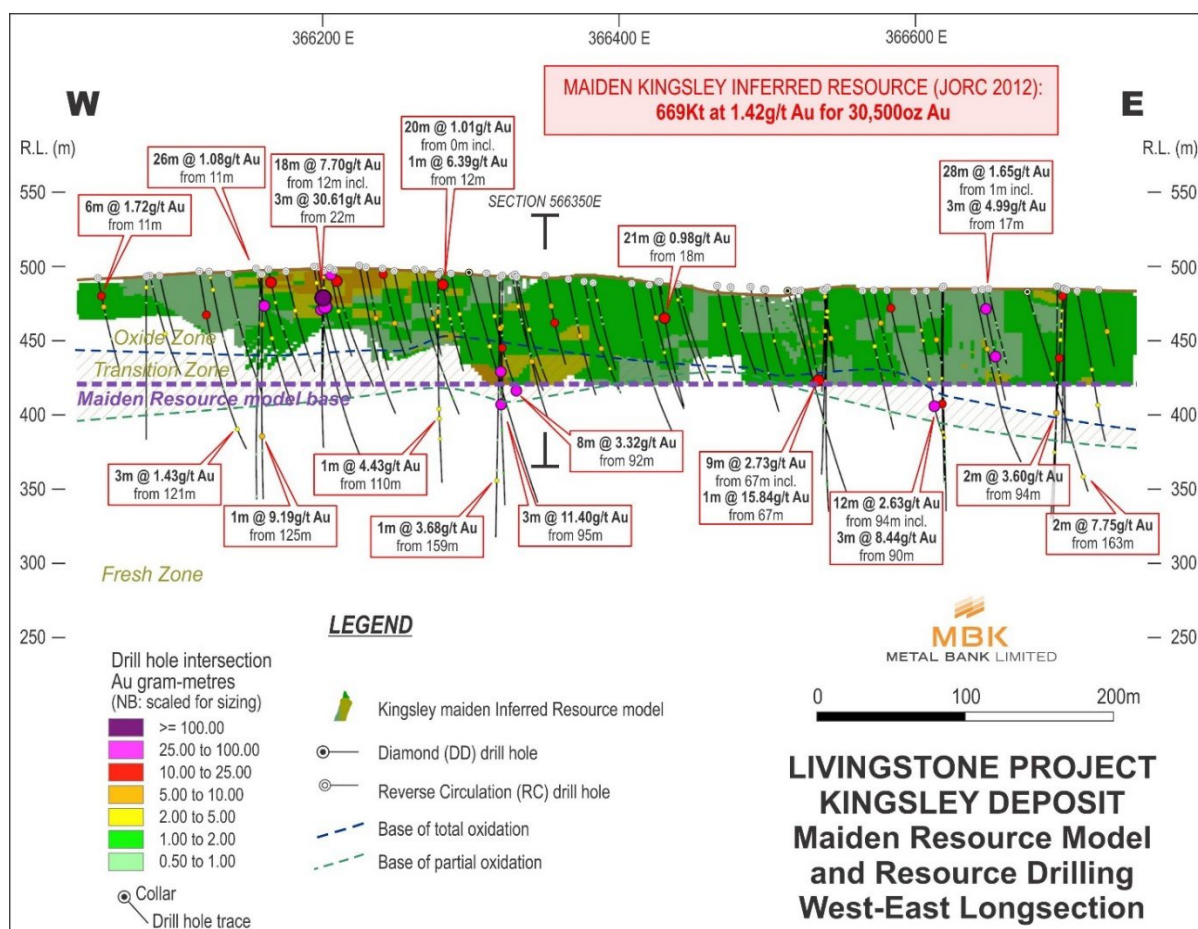 366200 E
366400 E
366600 E
W
E
MAIDEN KINGSLEY INFERRED RESOURCE (JORC 2012):
669Kt at 1.42g/t Au for 30,500oz Au
R.L. (m)
R.L. (m)
550
500
450
400
350
300
250
550
500
450
400
350
300
250
6m @ 1.72g/t Au
from 11m
26m @ 1.08g/t Au
from 11m
18m @ 7.70g/t Au
from 12m incl.
3m @ 30.61g/t Au
from 22m
20m @ 1.01g/t Au
from 0m incl.
1m @ 6.39g/t Au
from 12m
SECTION 566350E
21m @ 0.98g/t Au
from 18m
28m @ 1.65g/t Au
from 1m incl.
3m @ 4.99g/t Au
from 17m
Oxide Zone
Transition Zone
Maiden Resource model base
3m @ 1.43g/t Au
from 121m
1m @ 9.19g/t Au
from 125m
1m @ 4.43g/t Au
from 110m
1m @ 3.68g/t Au
from 159m
3m @ 11.40g/t Au
from 95m
8m @ 3.32g/t Au
from 92m
9m @ 2.73g/t Au
from 67m incl.
1m @ 15.84g/t Au
from 67m
12m @ 2.63g/t Au
from 94m incl.
3m @ 8.44g/t Au
from 90m
2m @ 3.60g/t Au
from 94m
2m @ 7.75g/t Au
from 163m
Fresh Zone
LEGEND
Drill hole intersection
Au gram-metres
(NB: scaled for sizing)
>= 100.00
25.00 to 100.00
10.00 to 25.00
5.00 to 10.00
2.00 to 5.00
1.00 to 2.00
0.50 to 1.00
Collar
Drill hole trace
Kingsley maiden Inferred Resource model
Diamond (DD) drill hole
Reverse Circulation (RC) drill hole
Base of total oxidation
Base of partial oxidation
MBK
METAL BANK LIMITED
0
100
200m
LIVINGSTONE PROJECT
KINGSLEY DEPOSIT
Maiden Resource Model
and Resource Drilling
West-East Longsection